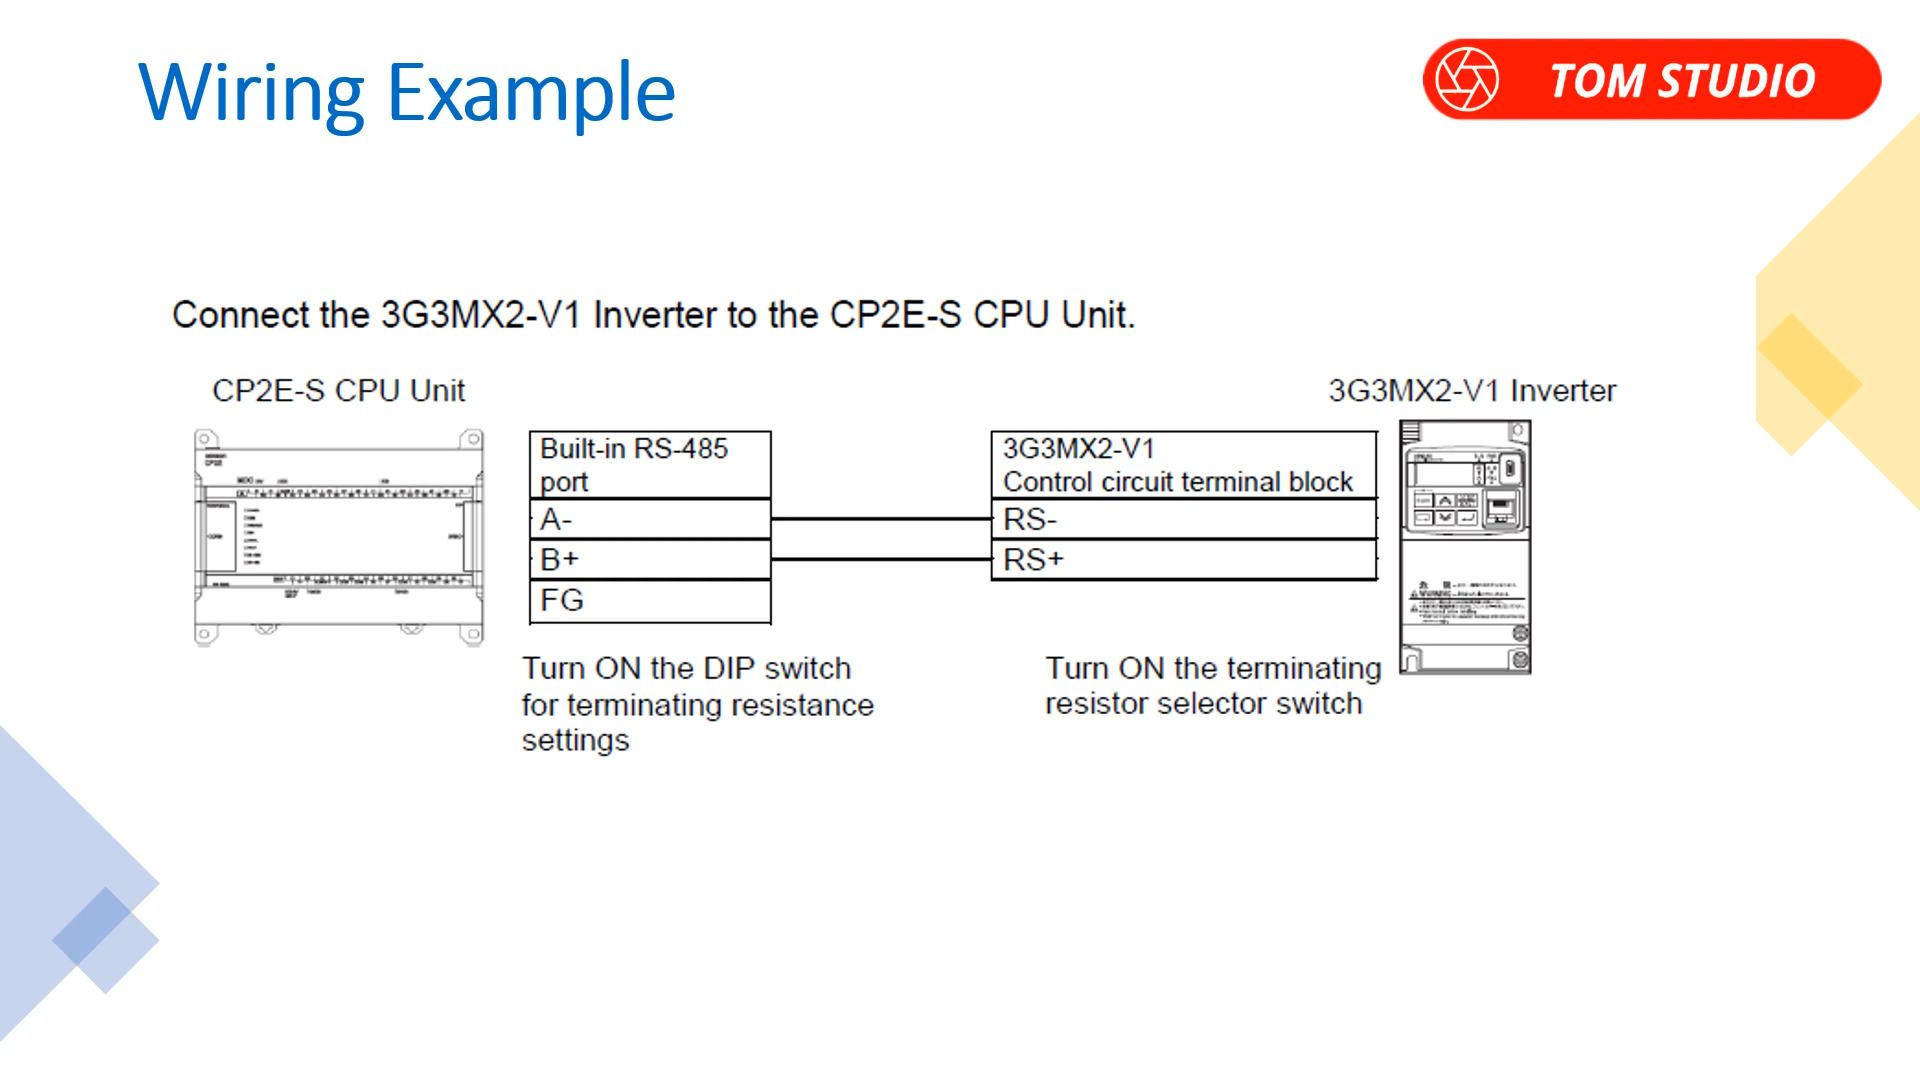 Wiring Example
TOM STUDIO
Connect the 3G3MX2-V1 Inverter to the CP2E-S CPU Unit.
CP2E-S CPU Unit
3G3MX2-V1 Inverter
Built-in RS-485
port
A-
B+
FG
3G3MX2-V1
Control circuit terminal block
RS-
RS+
Turn ON the DIP switch
for terminating resistance
settings
Turn ON the terminating
resistor selector switch